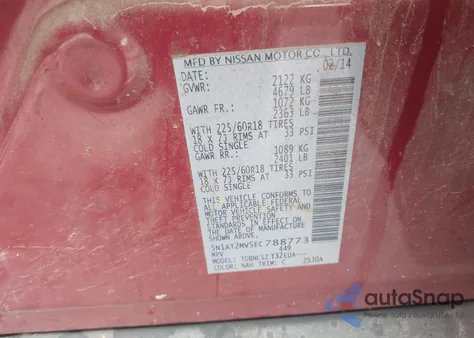 MFD BY NISSAN MOTOR CO., LTD.
DATE: 02/14
GVWR: 2122 KG
4679 LB
GAWR FR.: 1072 KG
2363 LB
WITH 225/60R18 TIRES
18 X 7J RIMS AT 33 PSI
COLD SINGLE
GAWR RR.: 1089 KG
2401 LB
WITH 225/60R18 TIRES
18 X 7J RIMS AT 33 PSI
COLD SINGLE
THIS VEHICLE CONFORMS TO
ALL APPLICABLE FEDERAL
MOTOR VEHICLE SAFETY AND
THEFT PREVENTION
STANDARDS IN EFFECT ON
THE DATE OF MANUFACTURE
SHOWN ABOVE.
5N1AT2MV5EC788773
MPV 449
MODEL:
COLOR: NAH TRIM: C
autoSnap